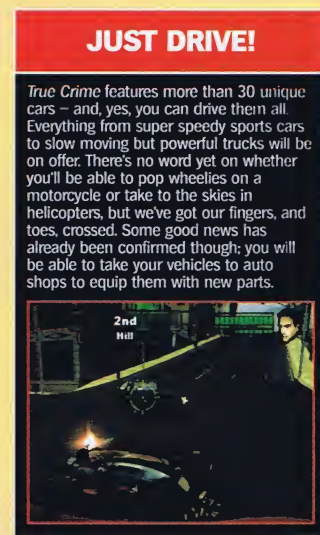 JUST DRIVE!
True Crime features more than 30 unique
cars – and, yes, you can drive them all.
Everything from super speedy sports cars
to slow moving but powerful trucks will be
on offer. There's no word yet on whether
you'll be able to pop wheelies on a
motorcycle or take to the skies in
helicopters, but we've got our fingers, and
toes, crossed. Some good news has
already been confirmed though; you will
be able to take your vehicles to auto
shops to equip them with new parts.
2nd
Hill